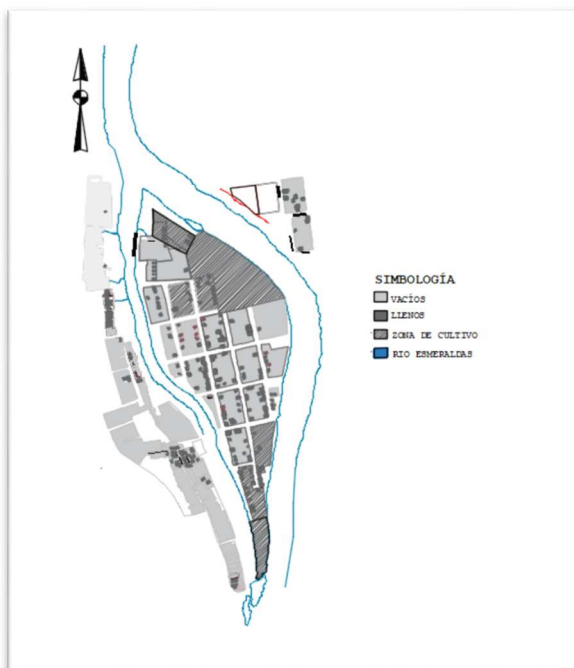 SIMBOLOGÍA
VACÍOS
LLENOS
ZONA DE CULTIVO
RIO ESMERALDAS